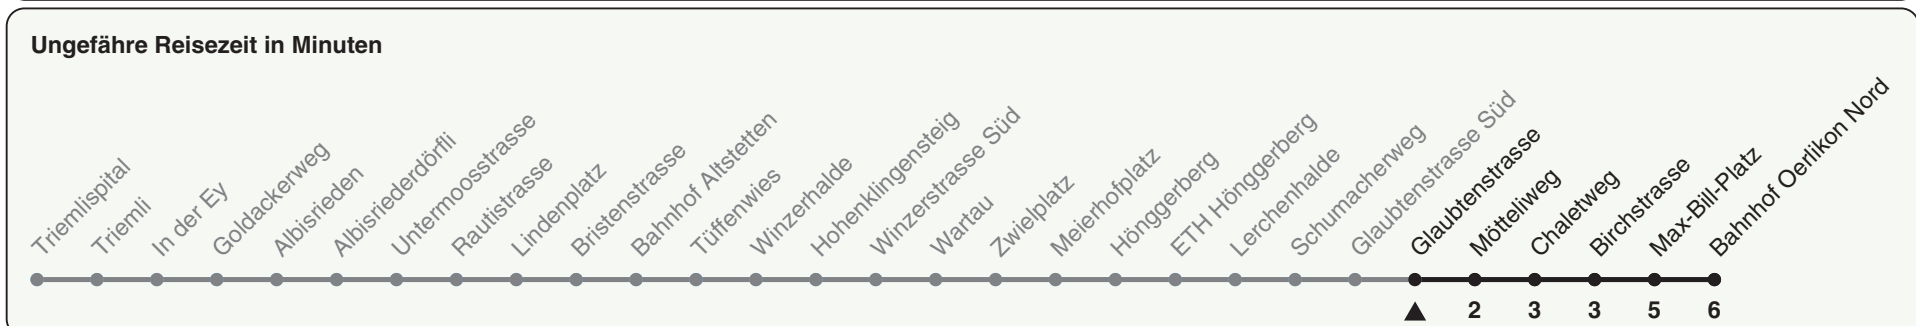 Ungefähre Reisezeit in Minuten
Triemlispital
Triemli
In der Ey
Goldackerweg
Albisrieden
Albisriederdörfli
Untermoosstrasse
Rautistrasse
Lindenplatz
Bristenstrasse
Bahnhof Altstetten
Tüffenwies
Winzerhalde
Hohenklingensteig
Winzerstrasse Süd
Wartau
Zwielplatz
Meierhofplatz
Hönggerberg
ETH Hönggerberg
Lerchenhalde
Schumacherweg
Glaubtenstrasse Süd
Glaubtenstrasse
Mötteliweg
Chaletweg
Birchstrasse
Max-Bill-Platz
Bahnhof Oerlikon Nord
2 3 3 5 6